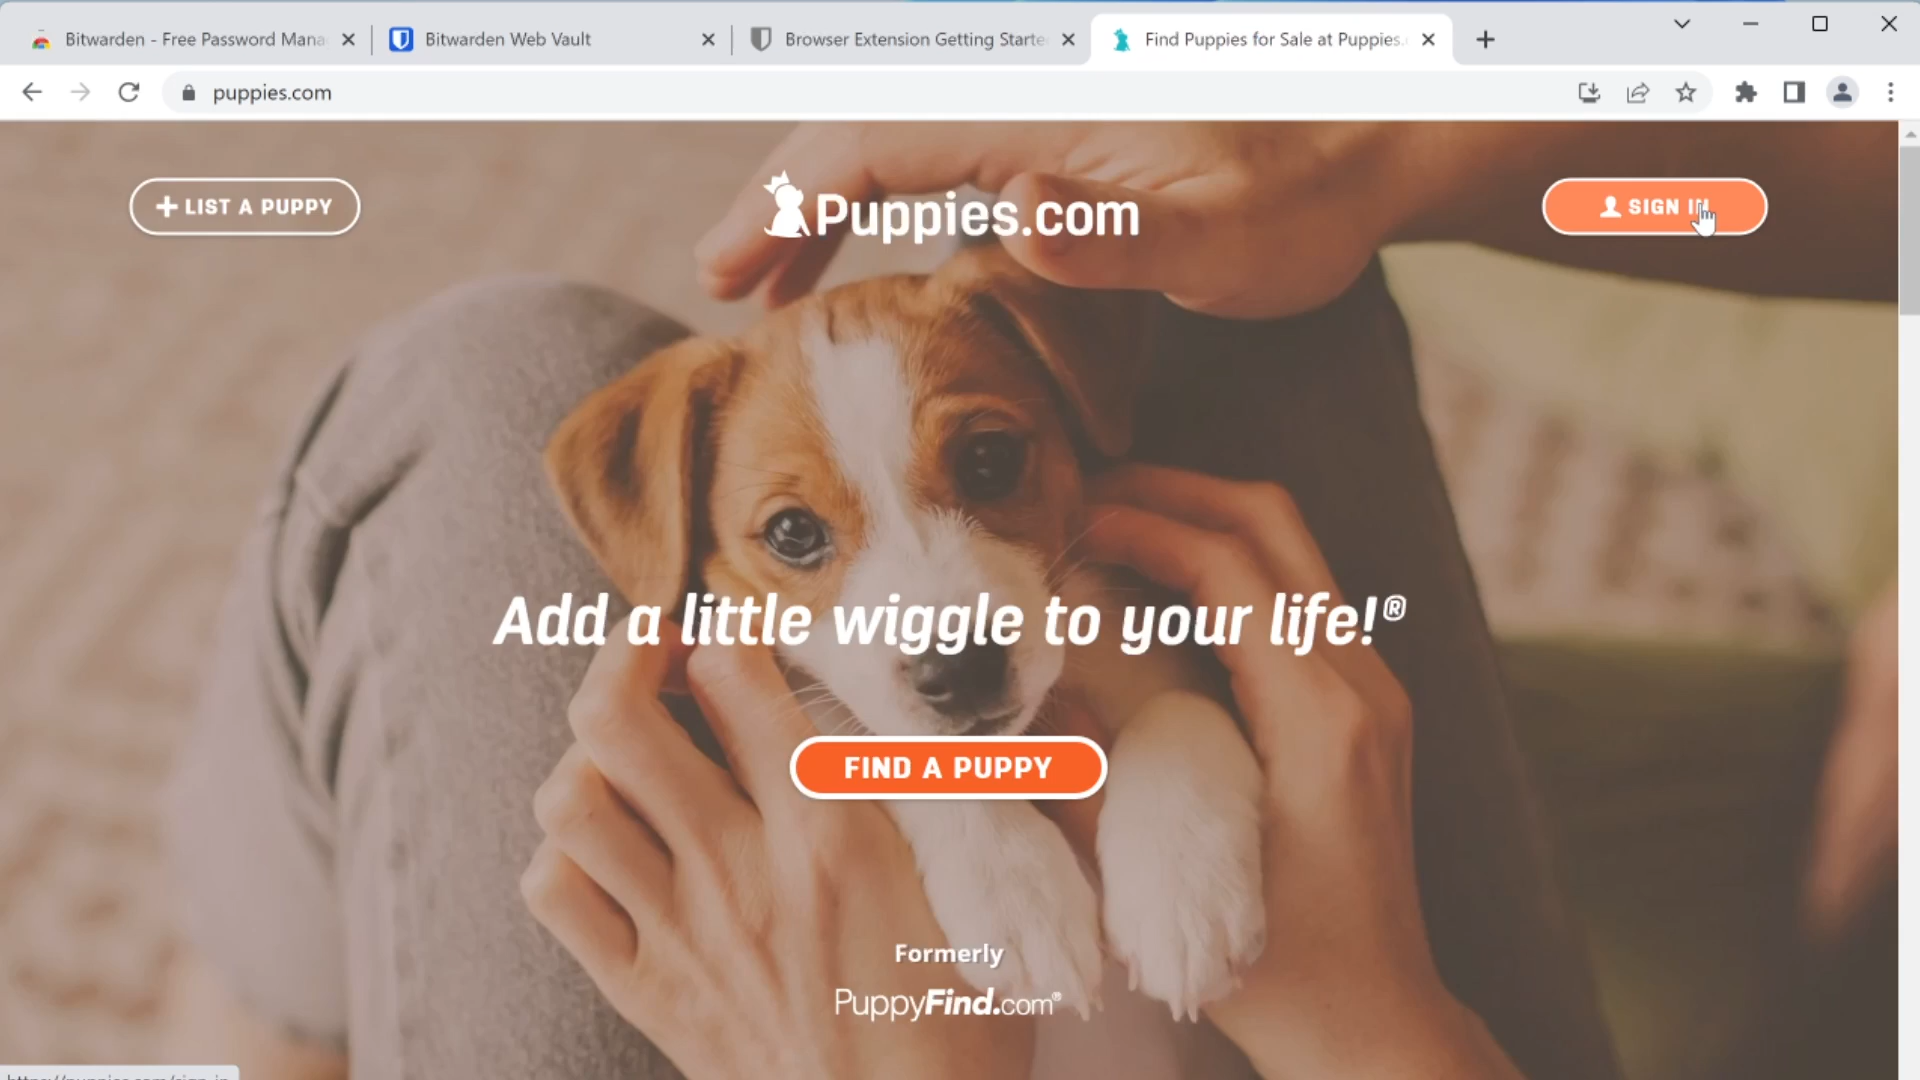 Bitwarden - Free Password Mana
Bitwarden Web Vault
Browser Extension Getting Starte
Find Puppies for Sale at Puppies.
puppies.com
LIST A PUPPY
Puppies.com
SIGN IN
Add a little wiggle to your life!®
FIND A PUPPY
Formerly
PuppyFind.com®